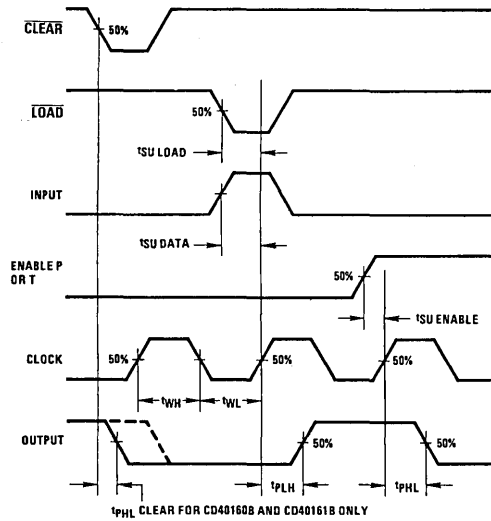 CLEAR
50%
LOAD
50%
tSU LOAD
INPUT
tSU DATA
ENABLE P
OR T
50%
tSU ENABLE
CLOCK
50%
50%
50%
tWH
tWL
OUTPUT
50%
50%
tPLH
tPHL
tPHL CLEAR FOR CD40160B AND CD40161B ONLY